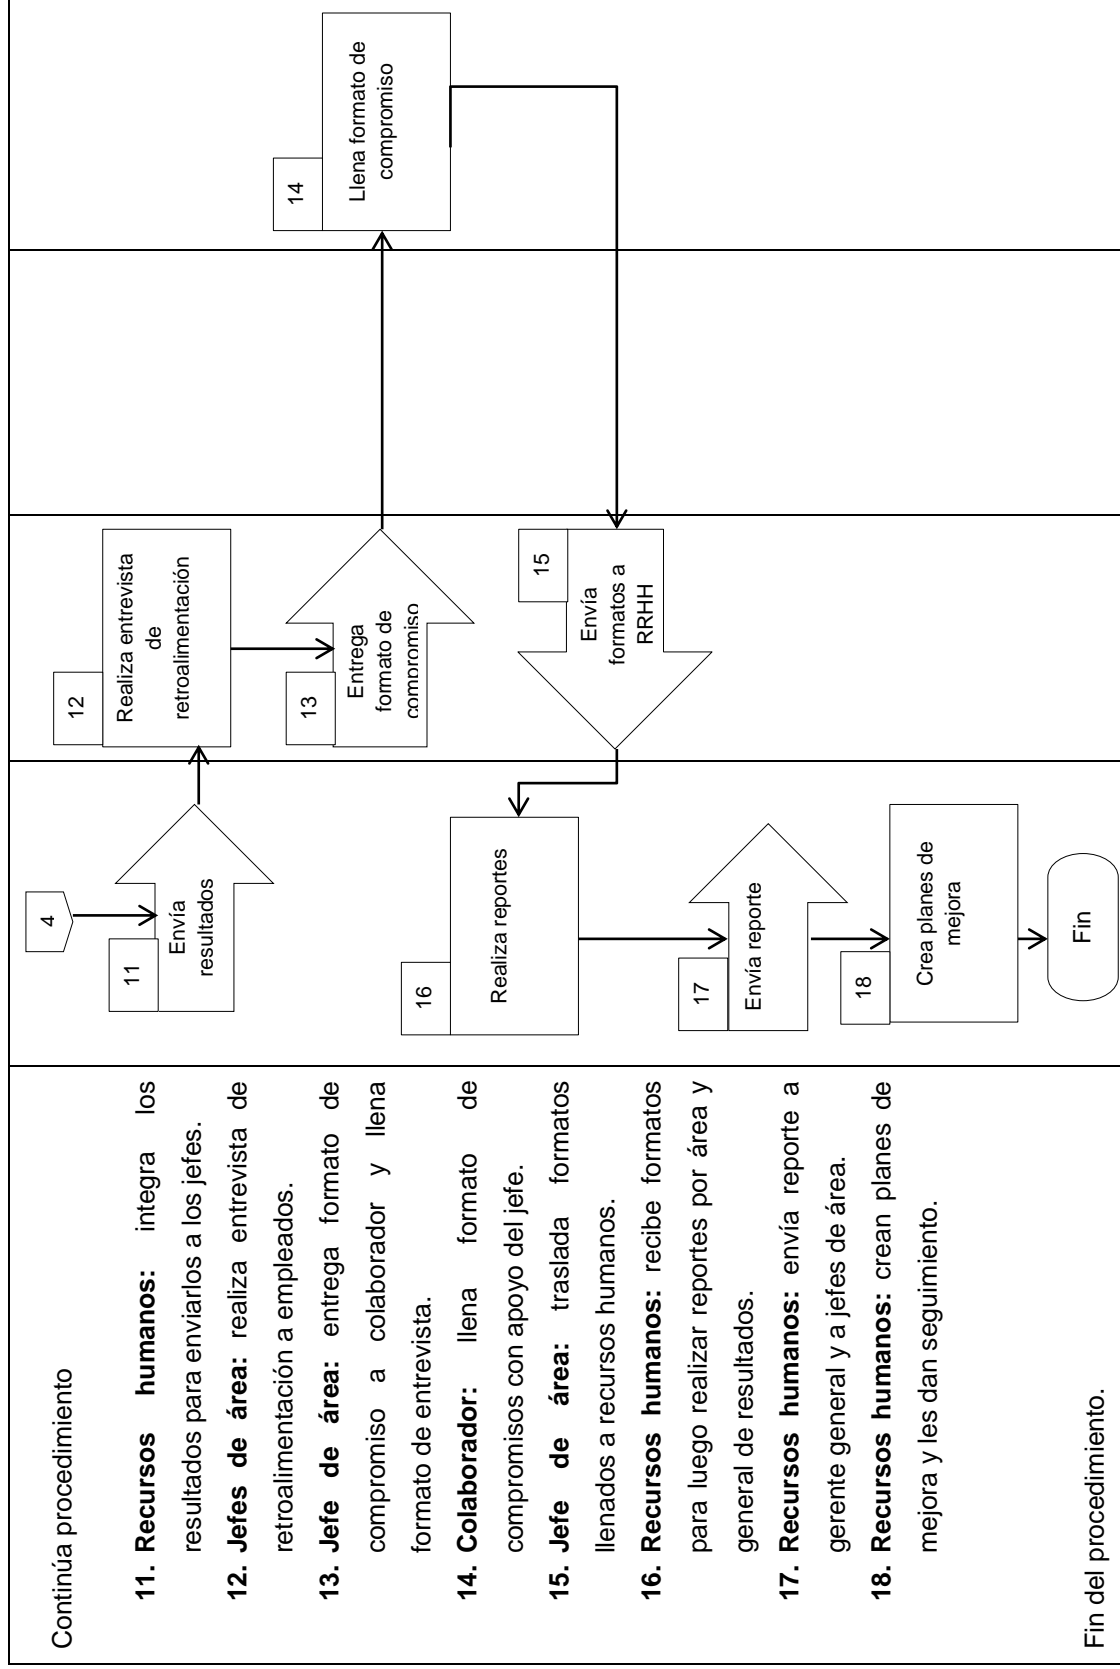 Continúa procedimiento
11. Recursos humanos: integra los
resultados para enviarlos a los jefes.
12. Jefes de área: realiza entrevista de
retroalimentación a empleados.
13. Jefe de área: entrega formato de
compromiso a colaborador y llena
formato de entrevista.
14. Colaborador: llena formato de
compromisos con apoyo del jefe.
15. Jefe de área: traslada formatos
llenados a recursos humanos.
16. Recursos humanos: recibe formatos
para luego realizar reportes por área y
general de resultados.
17. Recursos humanos: envía reporte a
gerente general y a jefes de área.
18. Recursos humanos: crean planes de
mejora y les dan seguimiento.
Fin del procedimiento.
4
11
Envía
resultados
12
Realiza entrevista
de
retroalimentación
13
Entrega
formato de
compromiso
14
Llena formato de
compromiso
15
Envía
formatos a
RRHH
16
Realiza reportes
17
Envía reporte
18
Crea planes de
mejora
Fin